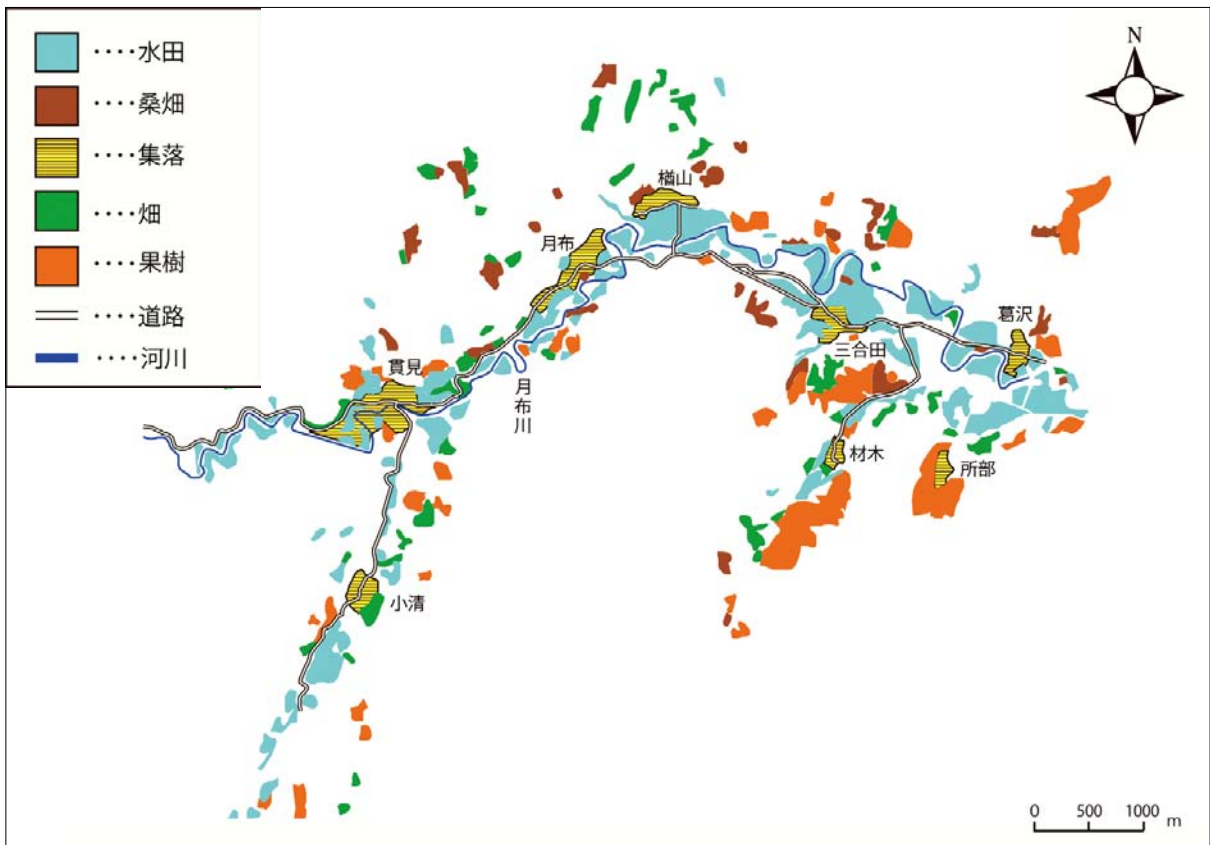 ‥‥水田
‥‥桑畑
‥‥集落
‥‥畑
‥‥果樹
‥‥道路
‥‥河川
N
楢山
月布
葛沢
三合田
貫見
月布川
材木
所部
小清
0 500 1000 m